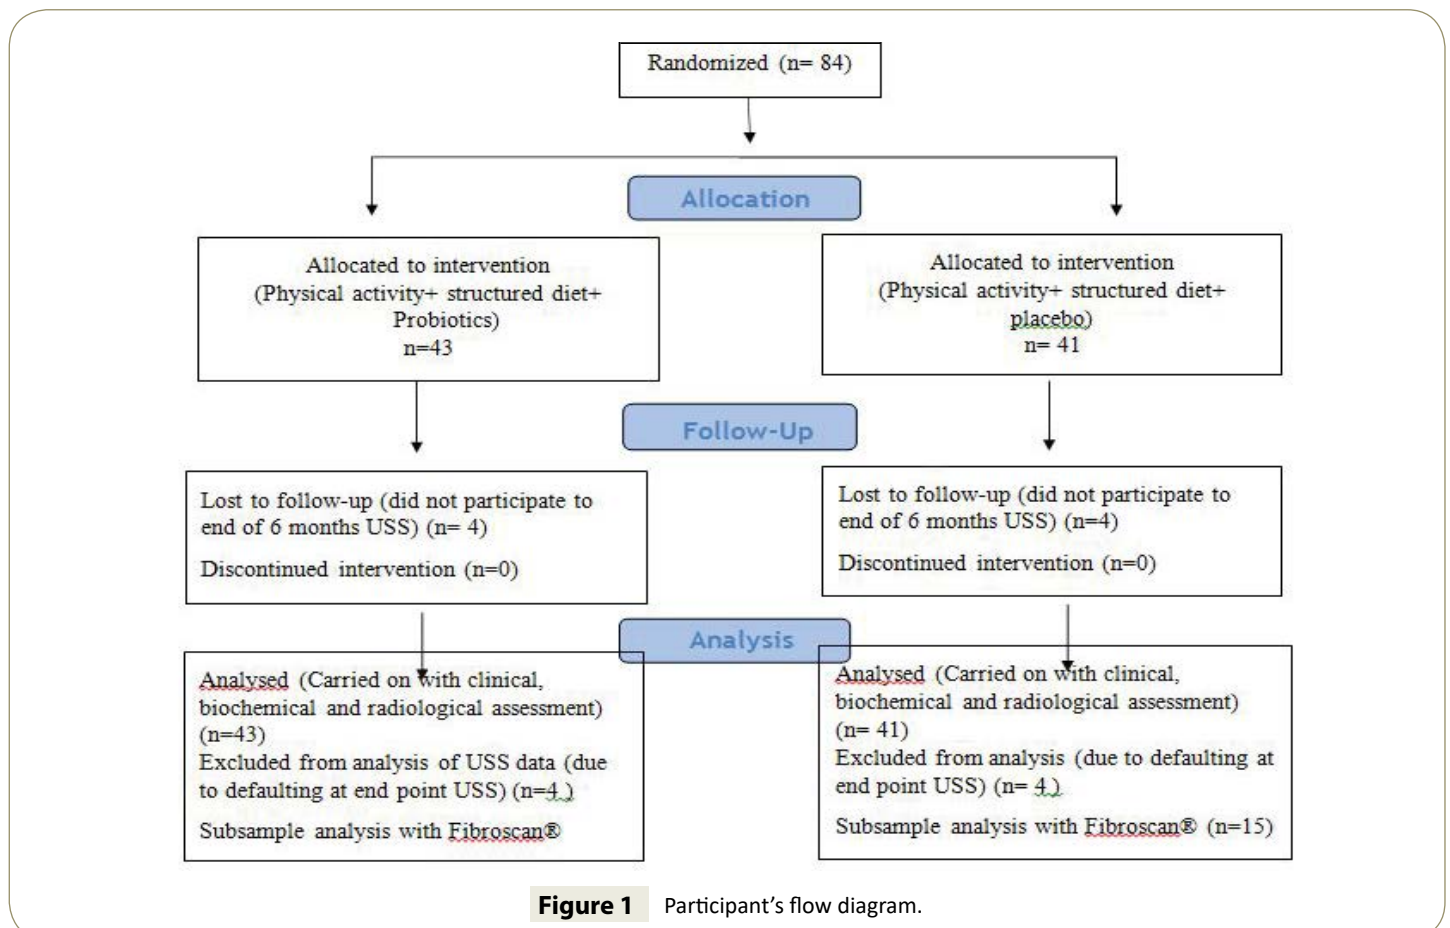 Randomized (n= 84)
Allocation
Allocated to intervention
(Physical activity+ structured diet+
Probiotics)
n=43
Allocated to intervention
(Physical activity+ structured diet+
placebo)
n= 41
Follow-Up
Lost to follow-up (did not participate to
end of 6 months USS) (n= 4)
Discontinued intervention (n=0)
Lost to follow-up (did not participate to
end of 6 months USS) (n=4)
Discontinued intervention (n=0)
Analysis
Analysed (Carried on with clinical,
biochemical and radiological assessment)
(n=43)
Excluded from analysis of USS data (due
to defaulting at end point USS) (n=4 )
Subsample analysis with Fibroscan®
Analysed (Carried on with clinical,
biochemical and radiological assessment)
(n= 41)
Excluded from analysis (due to defaulting at
end point USS) (n= 4 )
Subsample analysis with Fibroscan® (n=15)
Figure 1 Participant's flow diagram.